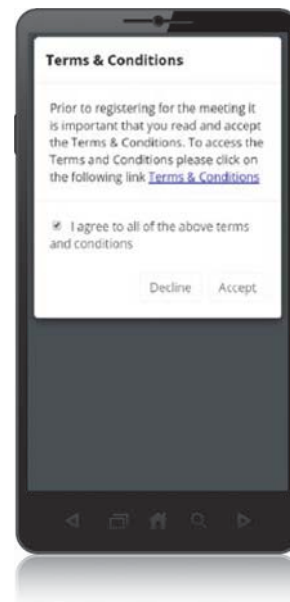 Terms & Conditions
Prior to registering for the meeting it
is important that you read and accept
the Terms & Conditions. To access the
Terms and Conditions please click on
the following link Terms & Conditions
I agree to all of the above terms
and conditions
Decline Accept